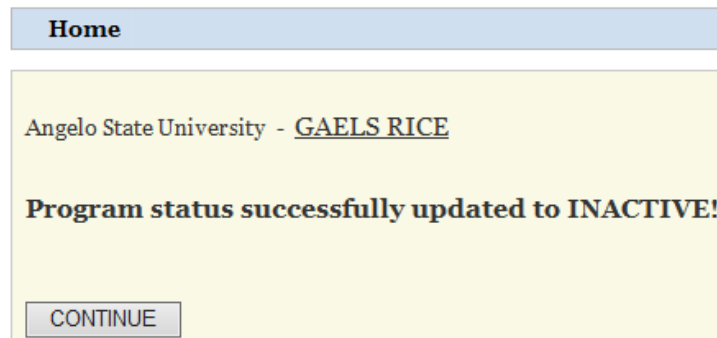 Home
Angelo State University - GAELS RICE
Program status successfully updated to INACTIVE!
CONTINUE